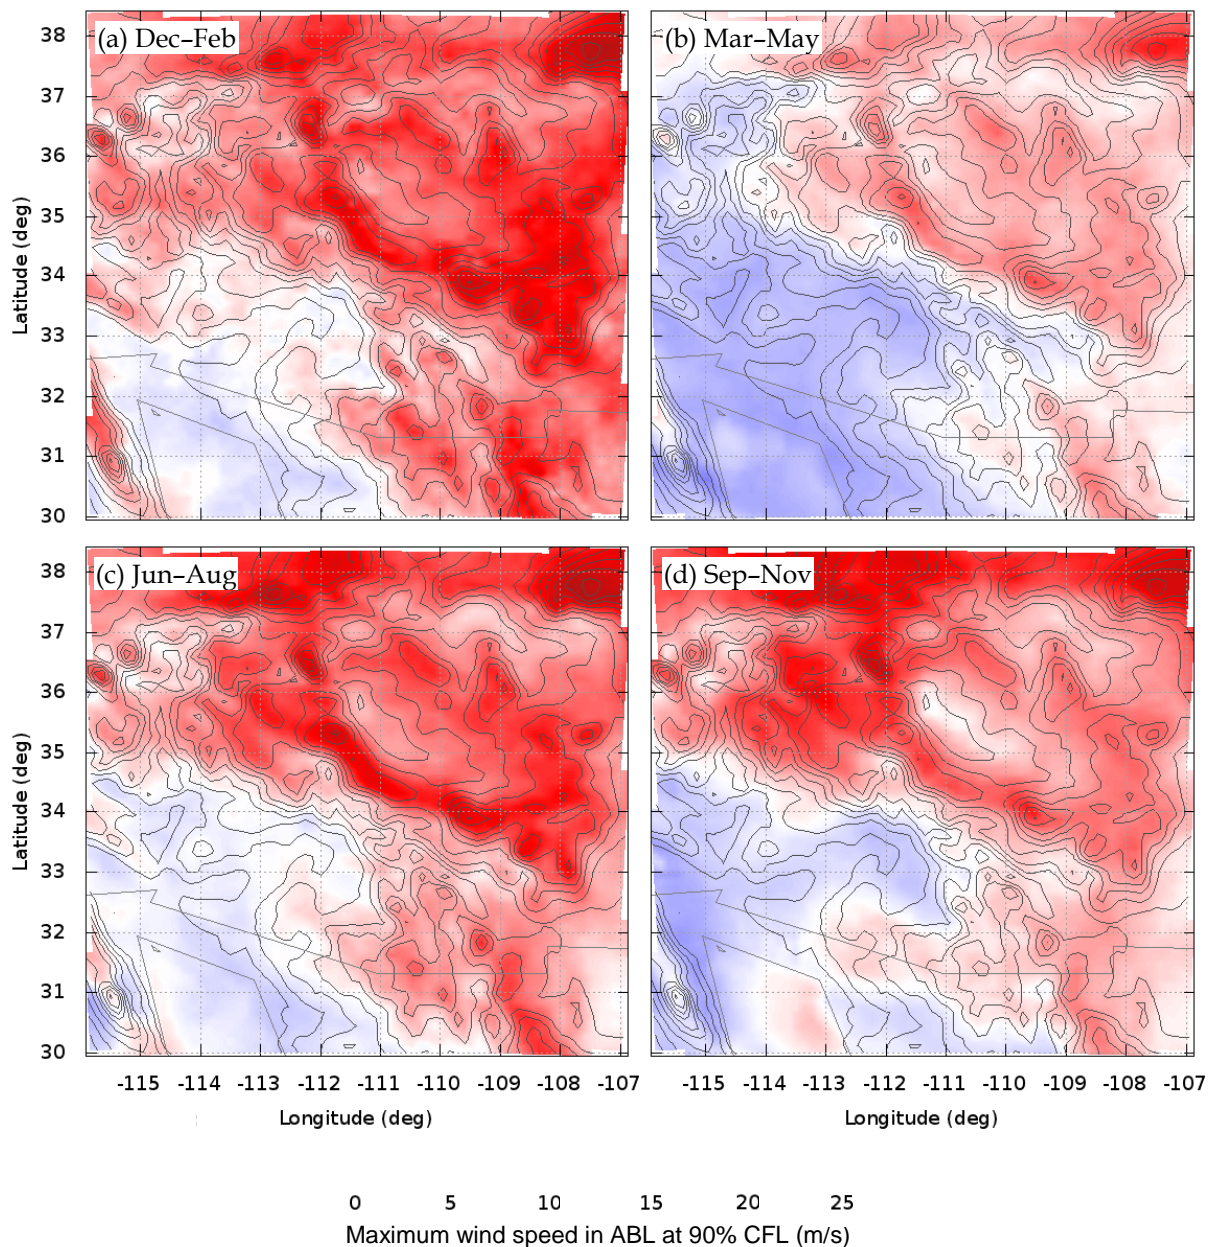 (a) Dec–Feb
(b) Mar–May
38
37
36
35
34
33
32
31
30
Latitude (deg)
(c) Jun–Aug
(d) Sep–Nov
38
37
36
35
34
33
32
31
30
Latitude (deg)
-115 -114 -113 -112 -111 -110 -109 -108 -107
-115 -114 -113 -112 -111 -110 -109 -108 -107
Longitude (deg)
Longitude (deg)
0 5 10 15 20 25
Maximum wind speed in ABL at 90% CFL (m/s)